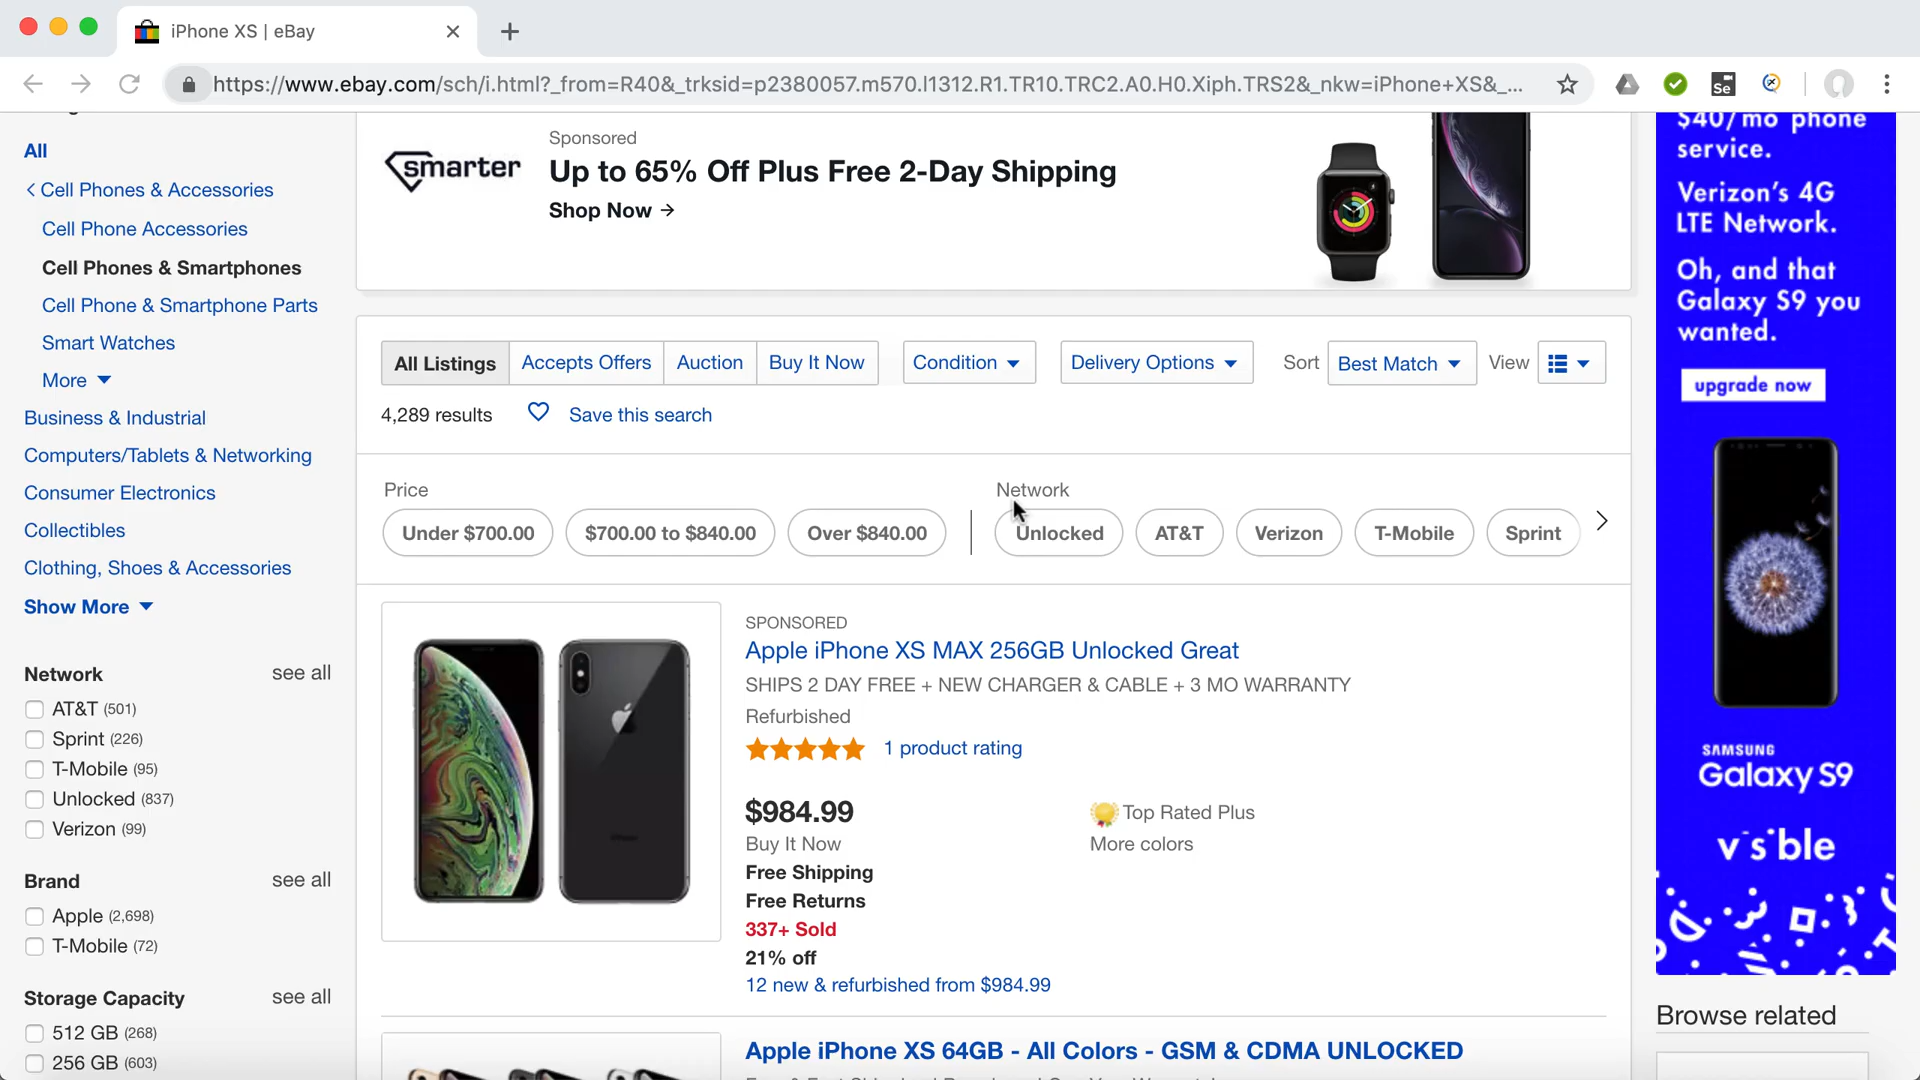 iPhone XS | eBay
https://www.ebay.com/sch/i.html?_from=R40&_trksid=p2380057.m570.l1312.R1.TR10.TRC2.A0.H0.Xiph.TRS2&_nkw=iPhone+XS&_...
Se
All
Cell Phones & Accessories
Cell Phone Accessories
Cell Phones & Smartphones
Cell Phone & Smartphone Parts
Smart Watches
More
Business & Industrial
Computers/Tablets & Networking
Consumer Electronics
Collectibles
Clothing, Shoes & Accessories
Show More
Network see all
AT&T (501)
Sprint (226)
T-Mobile (95)
Unlocked (837)
Verizon (99)
Brand see all
Apple (2,698)
T-Mobile (72)
Storage Capacity see all
512 GB (268)
256 GB (603)
smarter
Sponsored
Up to 65% Off Plus Free 2-Day Shipping
Shop Now →
All Listings Accepts Offers Auction Buy It Now Condition Delivery Options Sort Best Match View
4,289 results Save this search
Price Network
Under $700.00 $700.00 to $840.00 Over $840.00 Unlocked AT&T Verizon T-Mobile Sprint
SPONSORED
Apple iPhone XS MAX 256GB Unlocked Great
SHIPS 2 DAY FREE + NEW CHARGER & CABLE + 3 MO WARRANTY
Refurbished
1 product rating
$984.99 Top Rated Plus
Buy It Now More colors
Free Shipping
Free Returns
337+ Sold
21% off
12 new & refurbished from $984.99
Apple iPhone XS 64GB - All Colors - GSM & CDMA UNLOCKED
$40/mo phone
service.
Verizon's 4G
LTE Network.
Oh, and that
Galaxy S9 you
wanted.
upgrade now
SAMSUNG
Galaxy S9
visible
Browse related